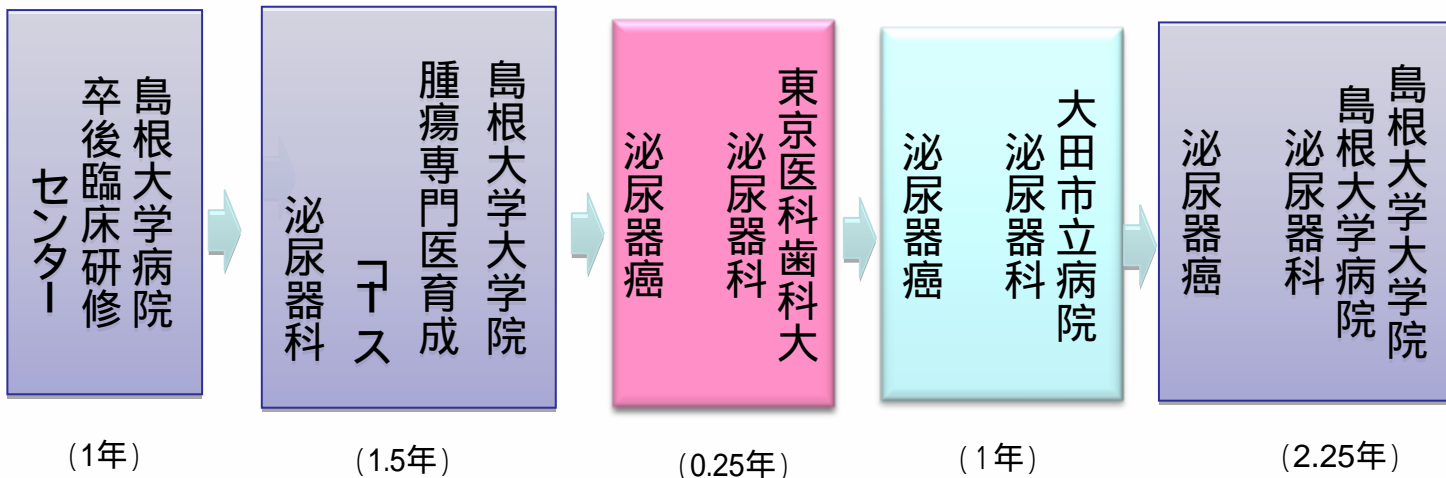 島根大学病院
卒後臨床研修
センター
(1年)
島根大学大学院
腫瘍専門医育成
コース
泌尿器科
(1.5年)
東京医科歯科大
泌尿器科
泌尿器癌
(0.25年)
大田市立病院
泌尿器科
泌尿器癌
(1年)
島根大学大学院
島根大学病院
泌尿器科
泌尿器癌
(2.25年)